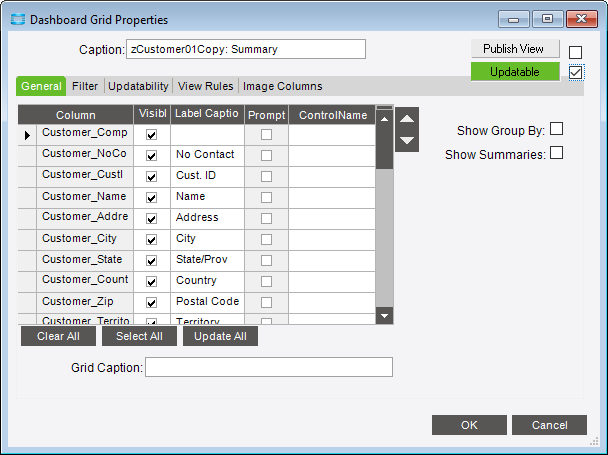 Dashboard Grid Properties
Caption: zCustomer01Copy: Summary
Publish View
Updatable
General Filter Updatability View Rules Image Columns
Column Visibl Label Captio Prompt ControlName
Customer_Comp
Customer_NoCo No Contact
Customer_CustI Cust. ID
Customer_Name Name
Customer_Addre Address
Customer_City City
Customer_State State/Prov
Customer_Count Country
Customer_Zip Postal Code
Customer_Territo Territory
Show Group By:
Show Summaries:
Clear All Select All Update All
Grid Caption:
OK Cancel